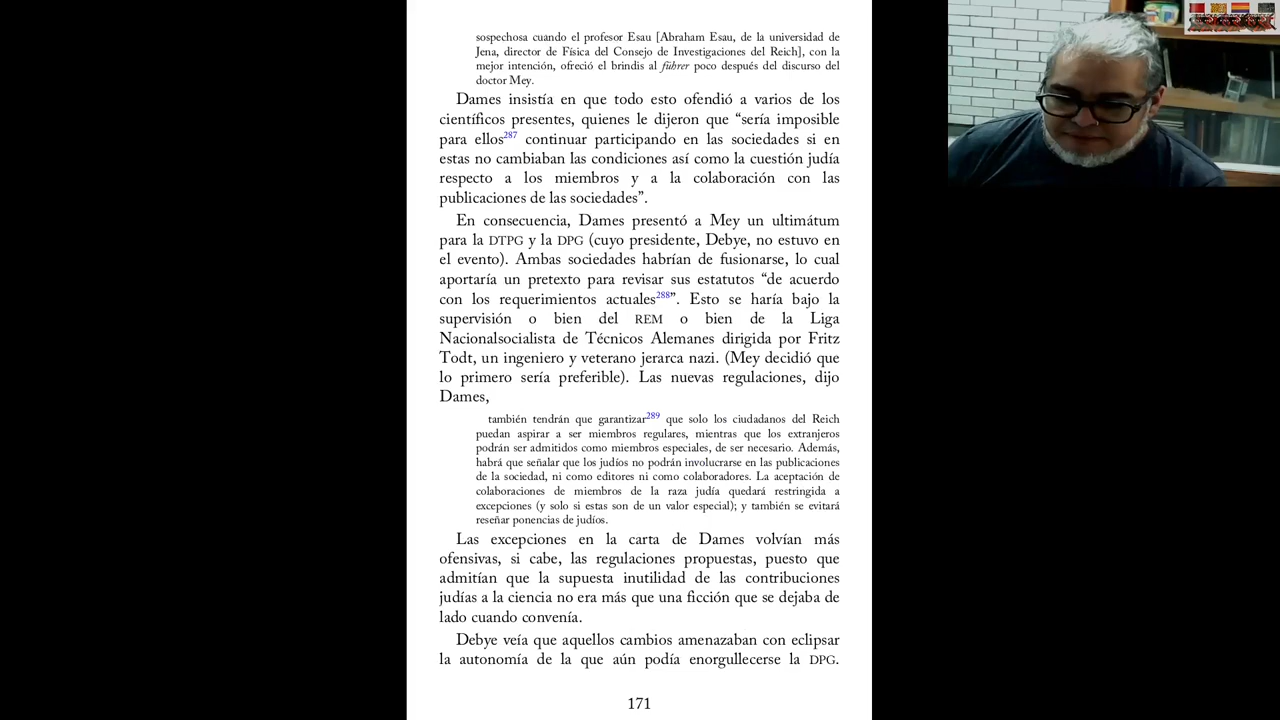 sospechosa cuando el profesor Esau [Abraham Esau, de la universidad de
Jena, director de Física del Consejo de Investigaciones del Reich], con la
mejor intención, ofreció el brindis al führer poco después del discurso del
doctor Mey.
Dames insistía en que todo esto ofendió a varios de los
científicos presentes, quienes le dijeron que “sería imposible
para ellos287 continuar participando en las sociedades si en
estas no cambiaban las condiciones así como la cuestión judía
respecto a los miembros y a la colaboración con las
publicaciones de las sociedades”.
En consecuencia, Dames presentó a Mey un ultimátum
para la DTPG y la DPG (cuyo presidente, Debye, no estuvo en
el evento). Ambas sociedades habrían de fusionarse, lo cual
aportaría un pretexto para revisar sus estatutos “de acuerdo
con los requerimientos actuales288”. Esto se haría bajo la
supervisión o bien del REM o bien de la Liga
Nacionalsocialista de Técnicos Alemanes dirigida por Fritz
Todt, un ingeniero y veterano jerarca nazi. (Mey decidió que
lo primero sería preferible). Las nuevas regulaciones, dijo
Dames,
también tendrán que garantizar289 que solo los ciudadanos del Reich
puedan aspirar a ser miembros regulares, mientras que los extranjeros
podrán ser admitidos como miembros especiales, de ser necesario. Además,
habrá que señalar que los judíos no podrán involucrarse en las publicaciones
de la sociedad, ni como editores ni como colaboradores. La aceptación de
colaboraciones de miembros de la raza judía quedará restringida a
excepciones (y solo si estas son de un valor especial); y también se evitará
reseñar ponencias de judíos.
Las excepciones en la carta de Dames volvían más
ofensivas, si cabe, las regulaciones propuestas, puesto que
admitían que la supuesta inutilidad de las contribuciones
judías a la ciencia no era más que una ficción que se dejaba de
lado cuando convenía.
Debye veía que aquellos cambios amenazaban con eclipsar
la autonomía de la que aún podía enorgullecerse la DPG.
171